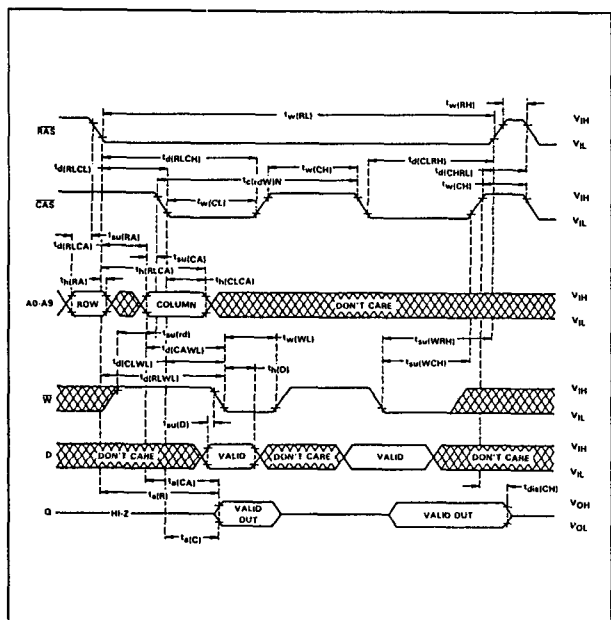 tw(RH)
tw(RL)
VIH
RAS
VIL
td(RLCH)
td(CLRH)
td(RLCL)
tw(CH)
td(CHRL)
tc(rdW)N
tw(CH)
tw(CL)
VIH
CAS
VIL
tsu(RA)
td(RLCA)
tsu(CA)
th(RLCA)
th(RA)
th(CLCA)
VIH
A0-A9
ROW
COLUMN
DON'T CARE
VIL
tsu(rd)
tw(WL)
tsu(WRH)
td(CAWL)
td(CLWL)
th(D)
tsu(WCH)
td(RLWL)
VIH
W
VIL
tsu(D)
VIH
D
DON'T CARE
VALID
DON'T CARE
VALID
DON'T CARE
VIL
ta(CA)
ta(R)
tdis(CH)
VOH
Q
HI-Z
VALID OUT
VALID OUT
VOL
ta(C)